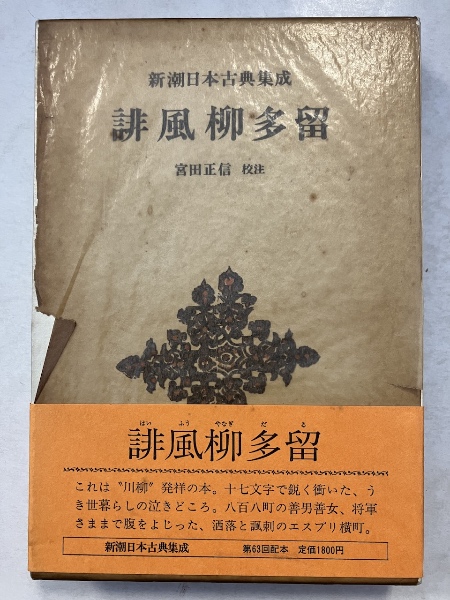 新潮日本古典集成
誹風柳多留
宮田正信 校注
はい ふう やなぎ だ る
誹風柳多留
これは〝川柳〟発祥の本。十七文字で鋭く衝いた、う
き世暮らしの泣きどころ。八百八町の善男善女、将軍
さままで腹をよじった、洒落と諷刺のエスプリ横町。
新潮日本古典集成 第63回配本 定価1800円